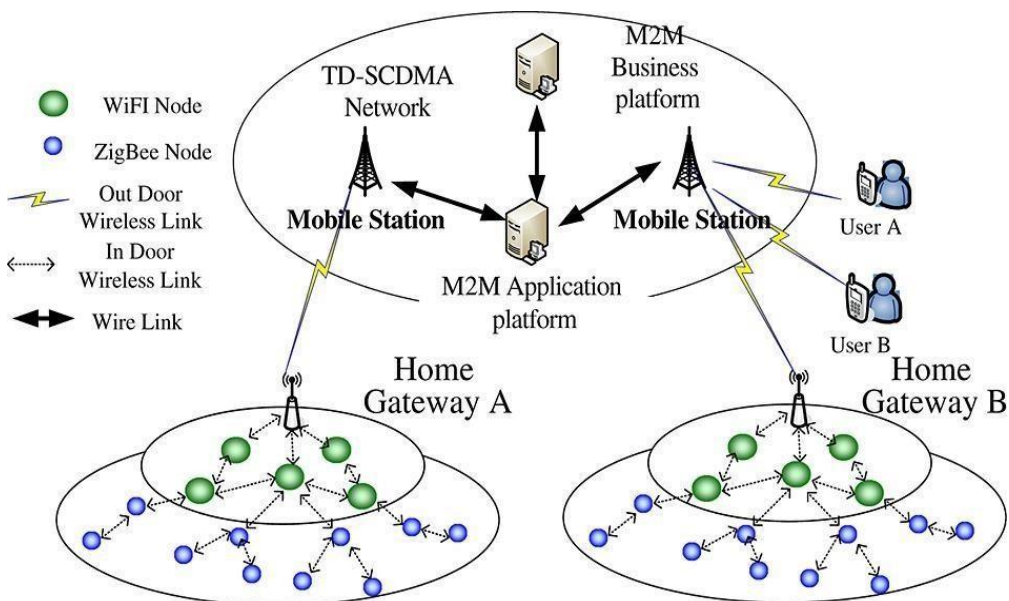 WiFI Node
ZigBee Node
Out Door
Wireless Link
In Door
Wireless Link
Wire Link
TD-SCDMA
Network
M2M
Business
platform
Mobile Station
Mobile Station
M2M Application
platform
User A
User B
Home
Gateway A
Home
Gateway B